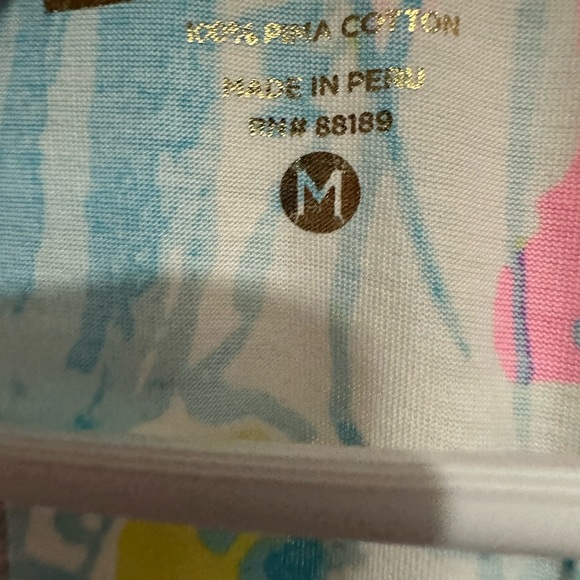 100% PIMA COTTON
MADE IN PERU
RN# 88189
M